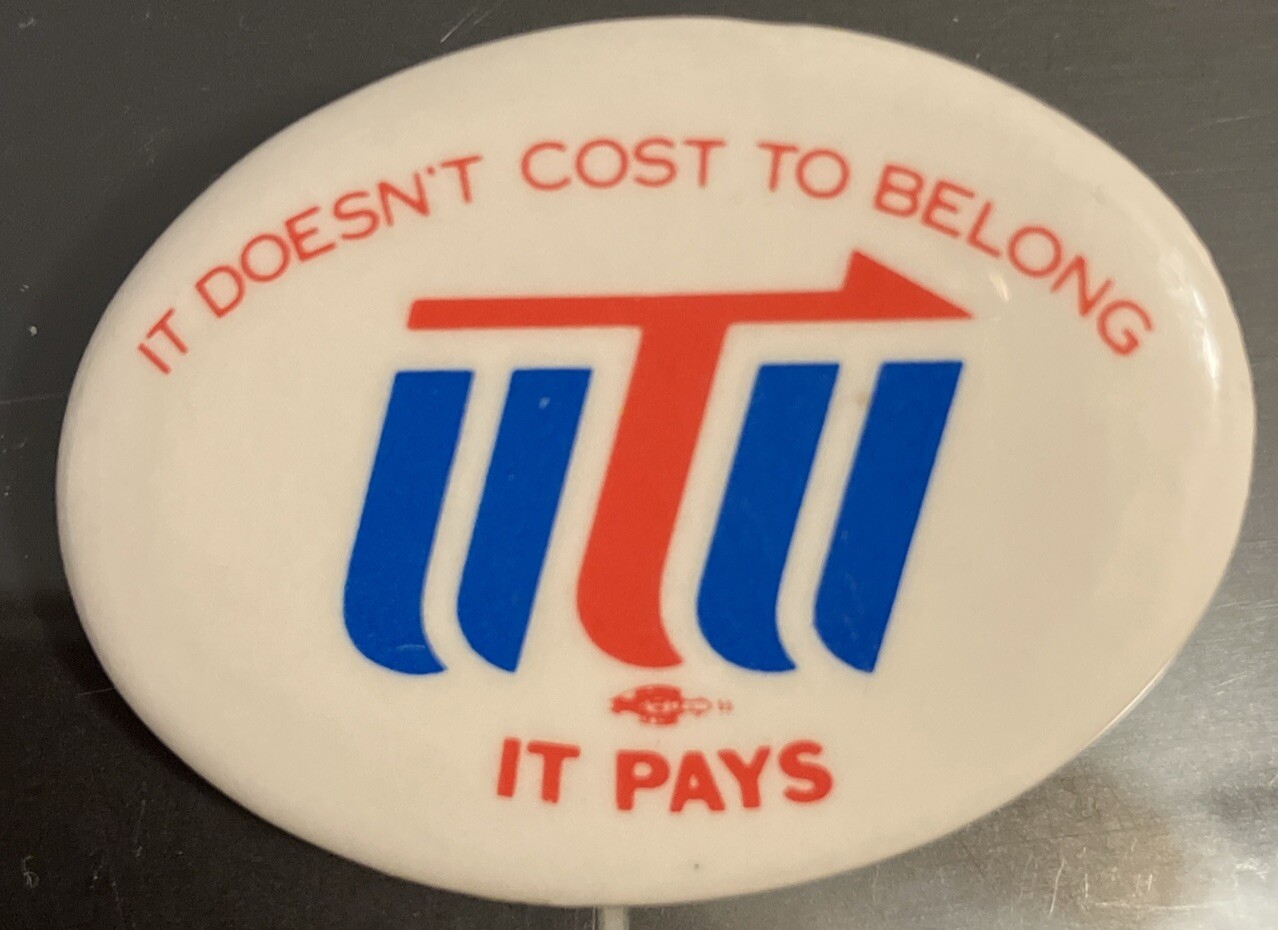 IT DOESN'T COST TO BELONG
UTU
IT PAYS